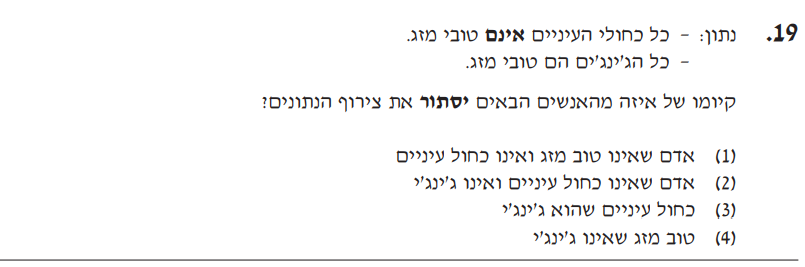 19. נתון: – כל כחולי העיניים אינם טובי מזג.
– כל הג'ינג'ים הם טובי מזג.
קיומו של איזה מהאנשים הבאים יסתור את צירוף הנתונים?
(1) אדם שאינו טוב מזג ואינו כחול עיניים
(2) אדם שאינו כחול עיניים ואינו ג'ינג'י
(3) כחול עיניים שהוא ג'ינג'י
(4) טוב מזג שאינו ג'ינג'י